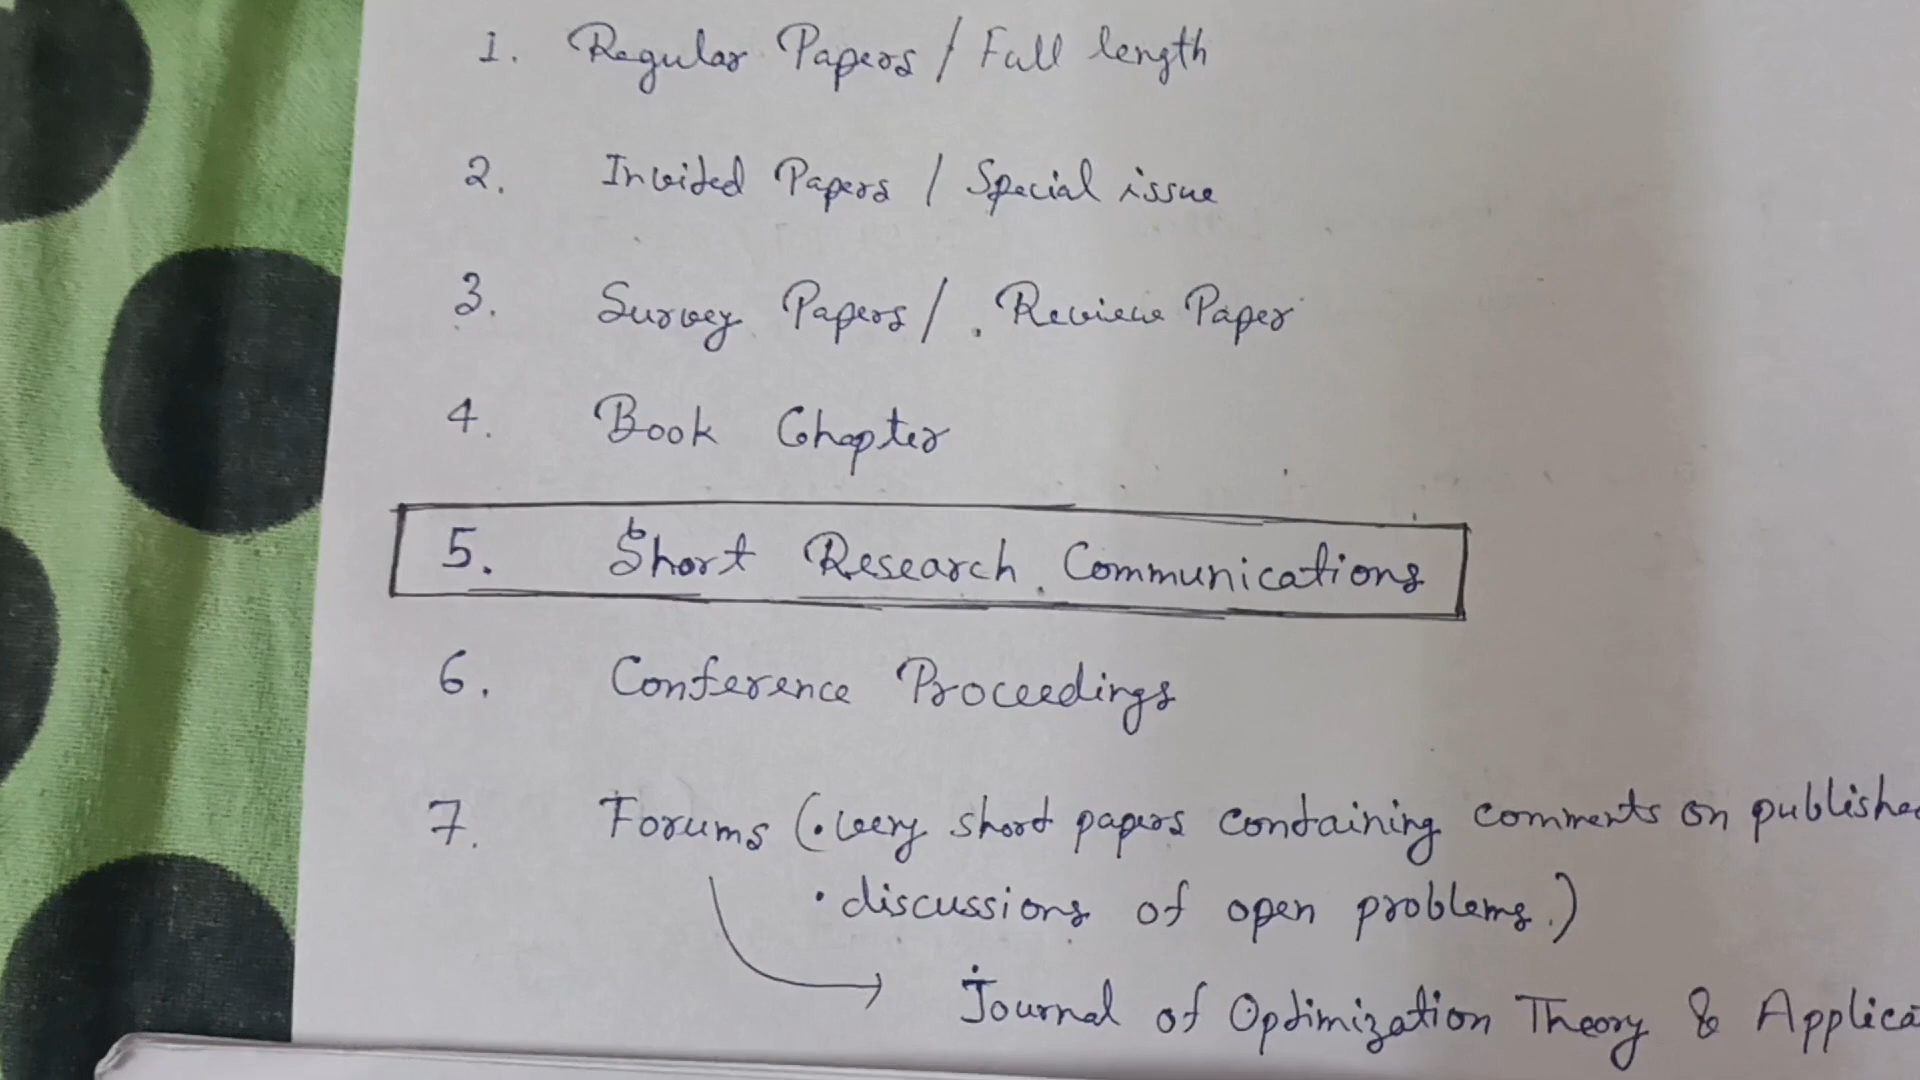 1. Regular Papers / Full length
2. Invited Papers / Special issue
3. Survey Papers / Review Paper
4. Book Chapter
5. Short Research Communications
6. Conference Proceedings
7. Forums (• very short papers containing comments on publishe
• discussions of open problems.)
Journal of Optimization Theory & Applica